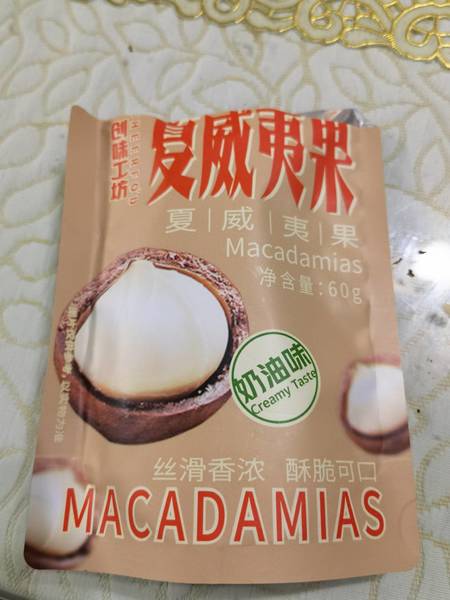 创味工坊
夏威夷果
夏|威|夷|果
Macadamias
净含量:60g
奶油味
Creamy Taste
丝滑香浓 酥脆可口
MACADAMIAS